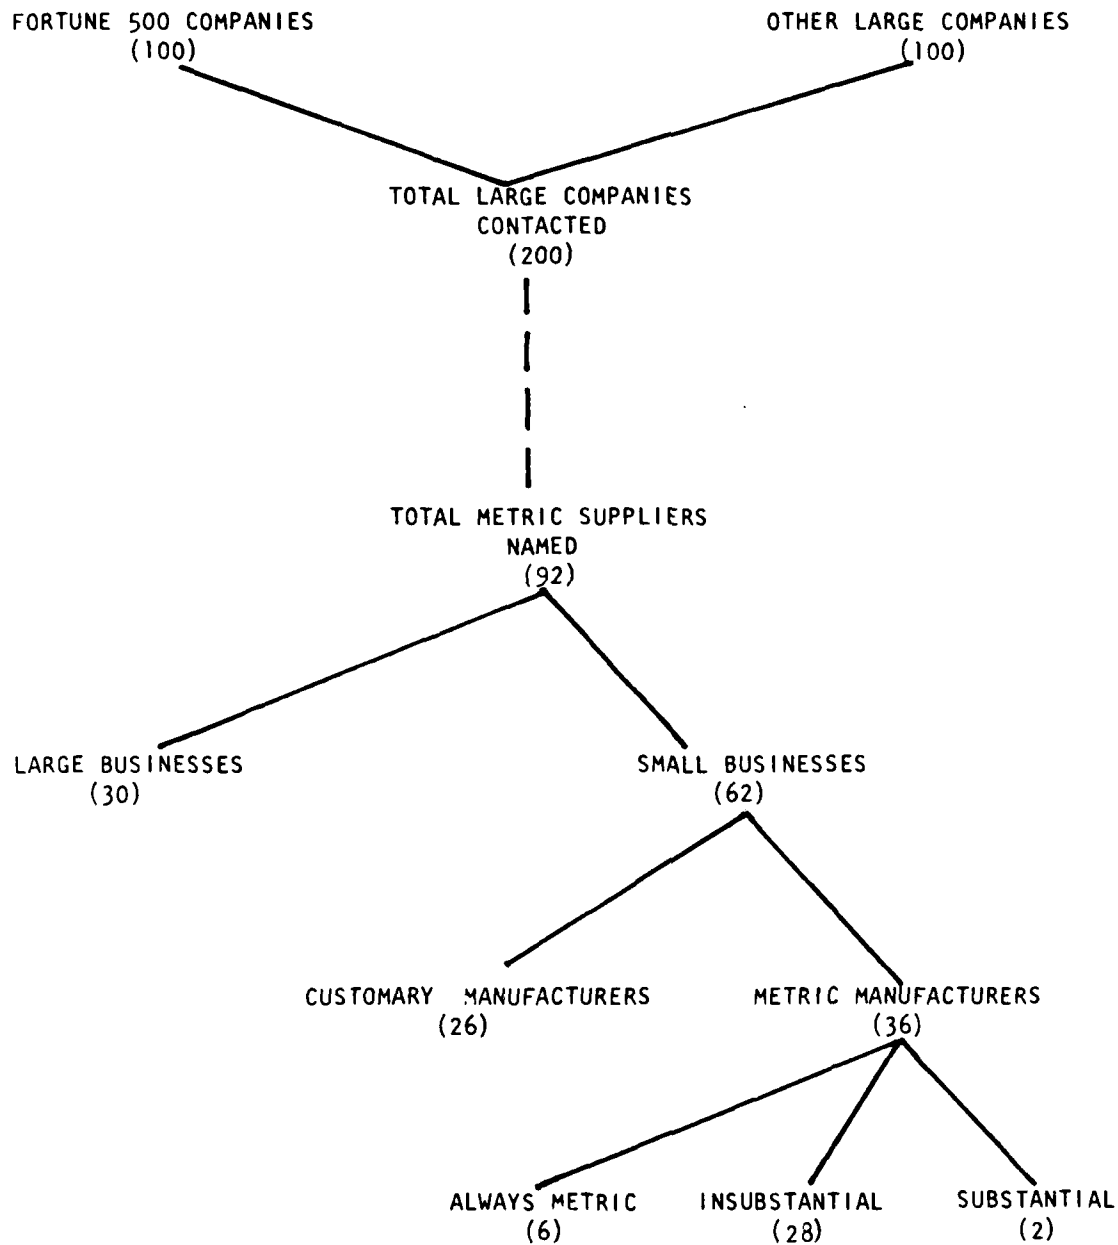 FORTUNE 500 COMPANIES
(100)
OTHER LARGE COMPANIES
(100)
TOTAL LARGE COMPANIES
CONTACTED
(200)
TOTAL METRIC SUPPLIERS
NAMED
(92)
LARGE BUSINESSES
(30)
SMALL BUSINESSES
(62)
CUSTOMARY MANUFACTURERS
(26)
METRIC MANUFACTURERS
(36)
ALWAYS METRIC
(6)
INSUBSTANTIAL
(28)
SUBSTANTIAL
(2)